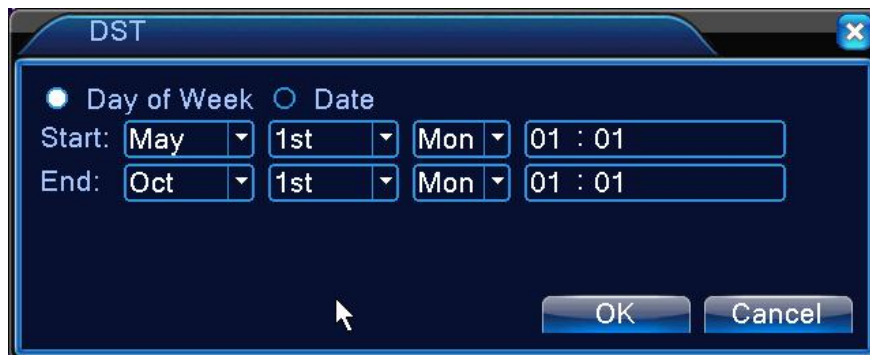 DST
Day of Week Date
Start: May 1st Mon 01 : 01
End: Oct 1st Mon 01 : 01
OK Cancel